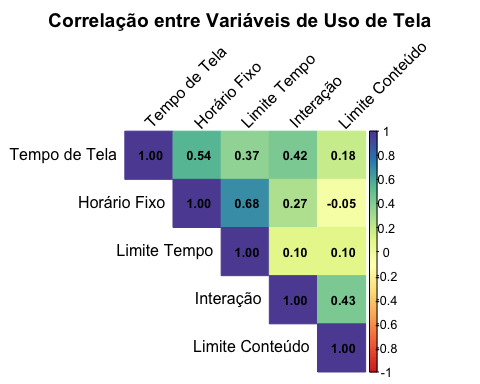 Correlação entre Variáveis de Uso de Tela
Tempo de Tela
Horário Fixo
Limite Tempo
Interação
Limite Conteúdo
Tempo de Tela 1.00 0.54 0.37 0.42 0.18
Horário Fixo 1.00 0.68 0.27 -0.05
Limite Tempo 1.00 0.10 0.10
Interação 1.00 0.43
Limite Conteúdo 1.00
1
0.8
0.6
0.4
0.2
0
-0.2
-0.4
-0.6
-0.8
-1